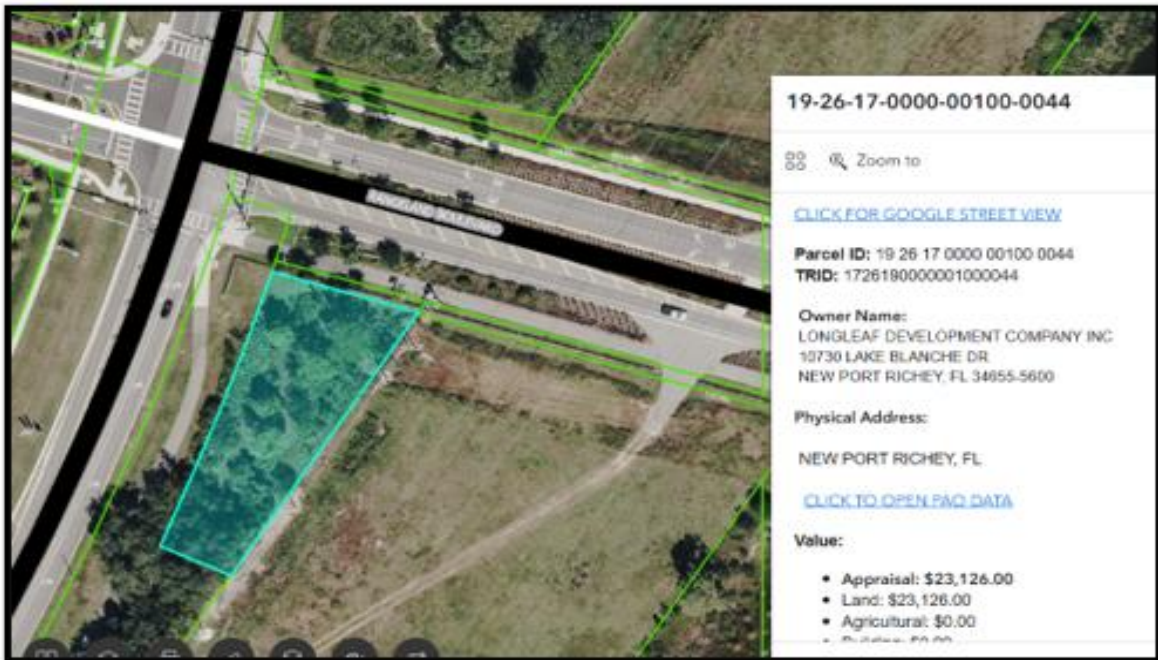 RANGELAND BOULEVARD
19-26-17-0000-00100-0044
Zoom to
CLICK FOR GOOGLE STREET VIEW
Parcel ID: 19 26 17 0000 00100 0044
TRID: 1726190000001000044
Owner Name:
LONGLEAF DEVELOPMENT COMPANY INC
10730 LAKE BLANCHE DR
NEW PORT RICHEY, FL 34655-5600
Physical Address:
NEW PORT RICHEY, FL
CLICK TO OPEN PAO DATA
Value:
• Appraisal: $23,126.00
• Land: $23,126.00
• Agricultural: $0.00